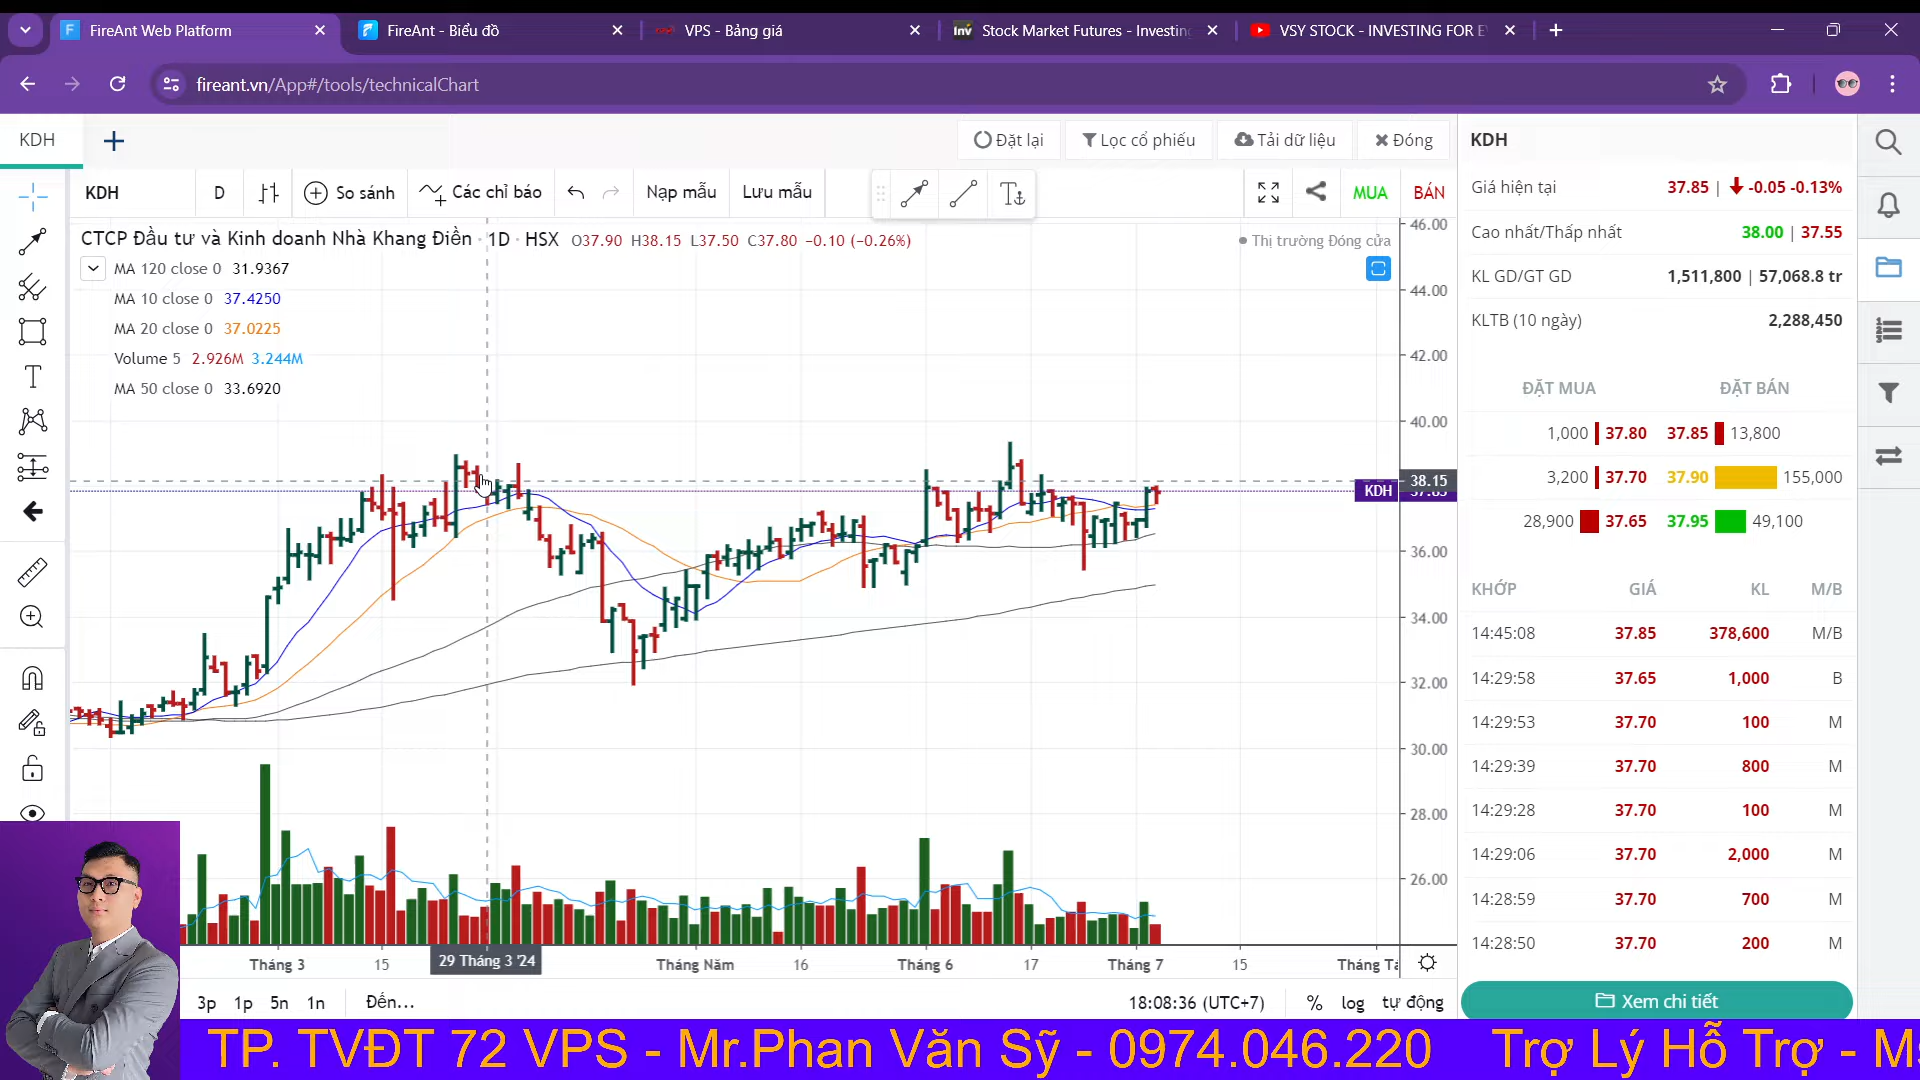 FireAnt Web Platform
FireAnt - Biểu đồ
VPS - Bảng giá
Stock Market Futures - Investing
VSY STOCK - INVESTING FOR E
fireant.vn/App#/tools/technicalChart
KDH
Đặt lại
Lọc cổ phiếu
Tải dữ liệu
Đóng
KDH
D
So sánh
Các chỉ báo
Nạp mẫu
Lưu mẫu
MUA
BÁN
CTCP Đầu tư và Kinh doanh Nhà Khang Điền · 1D · HSX O37.90 H38.15 L37.50 C37.80 −0.10 (−0.26%)
Thị trường Đóng cửa
MA 120 close 0 31.9367
MA 10 close 0 37.4250
MA 20 close 0 37.0225
Volume 5 2.926M 3.244M
MA 50 close 0 33.6920
46.00
44.00
42.00
40.00
38.15
KDH 37.85
36.00
34.00
32.00
30.00
28.00
26.00
Tháng 3
15
29 Tháng 3 '24
Tháng Năm
16
Tháng 6
17
Tháng 7
15
3p 1p 5n 1n
Đến...
18:08:36 (UTC+7)
% log tự động
KDH
Giá hiện tại 37.85 | -0.05 -0.13%
Cao nhất/Thấp nhất 38.00 | 37.55
KL GD/GT GD 1,511,800 | 57,068.8 tr
KLTB (10 ngày) 2,288,450
ĐẶT MUA ĐẶT BÁN
1,000 37.80 37.85 13,800
3,200 37.70 37.90 155,000
28,900 37.65 37.95 49,100
KHỚP GIÁ KL M/B
14:45:08 37.85 378,600 M/B
14:29:58 37.65 1,000 B
14:29:53 37.70 100 M
14:29:39 37.70 800 M
14:29:28 37.70 100 M
14:29:06 37.70 2,000 M
14:28:59 37.70 700 M
14:28:50 37.70 200 M
Xem chi tiết
TP. TVĐT 72 VPS - Mr.Phan Văn Sỹ - 0974.046.220 Trợ Lý Hỗ Trợ -